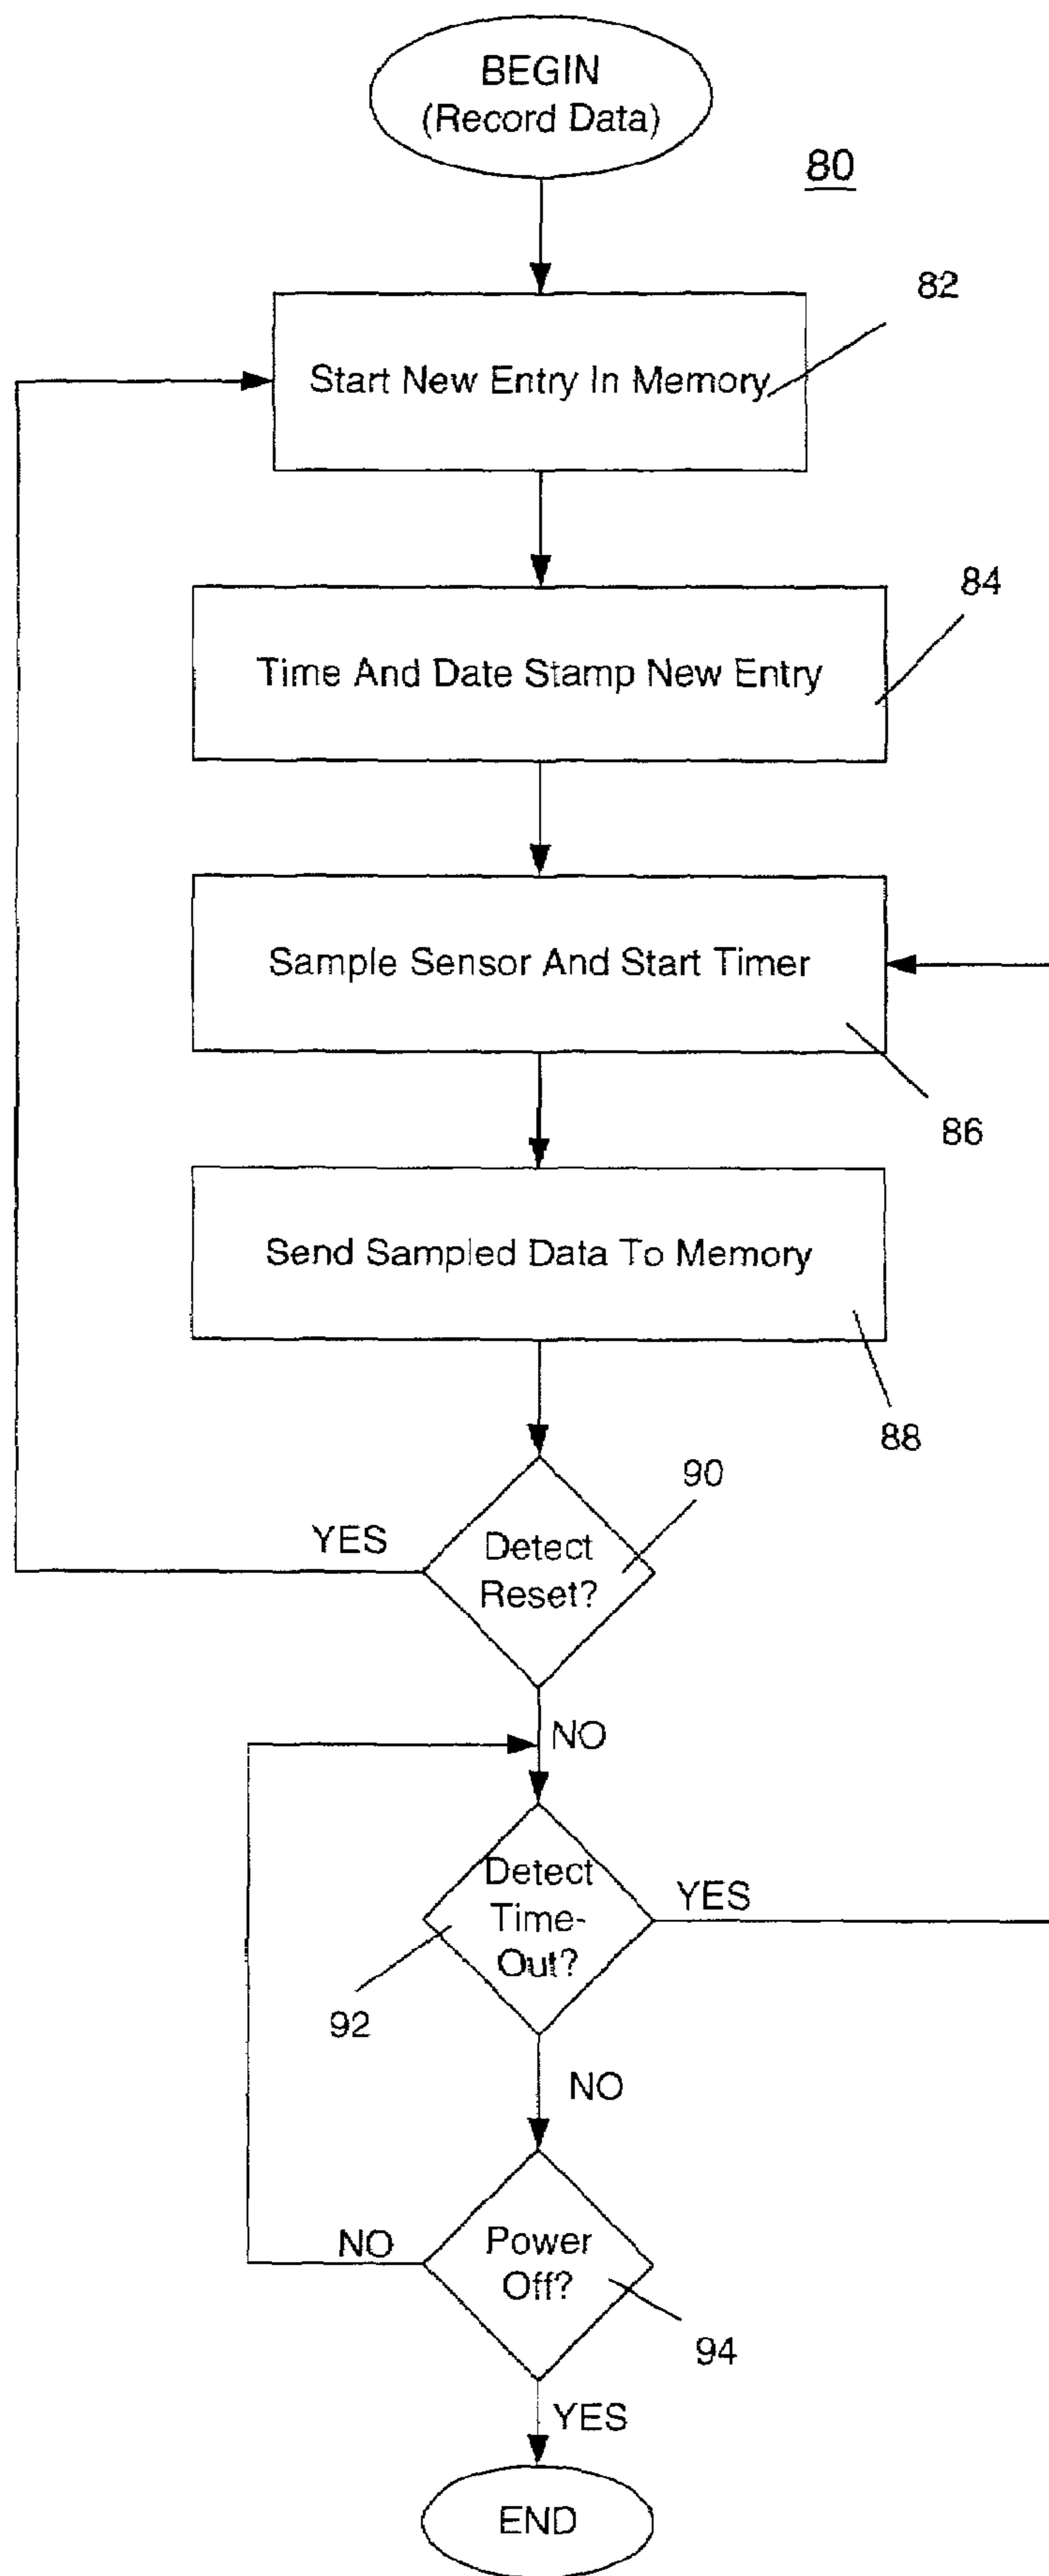 BEGIN
(Record Data)
80
82
Start New Entry In Memory
84
Time And Date Stamp New Entry
Sample Sensor And Start Timer
86
Send Sampled Data To Memory
88
90
YES
Detect
Reset?
NO
Detect
Time-
Out?
YES
92
NO
NO
Power
Off?
94
YES
END